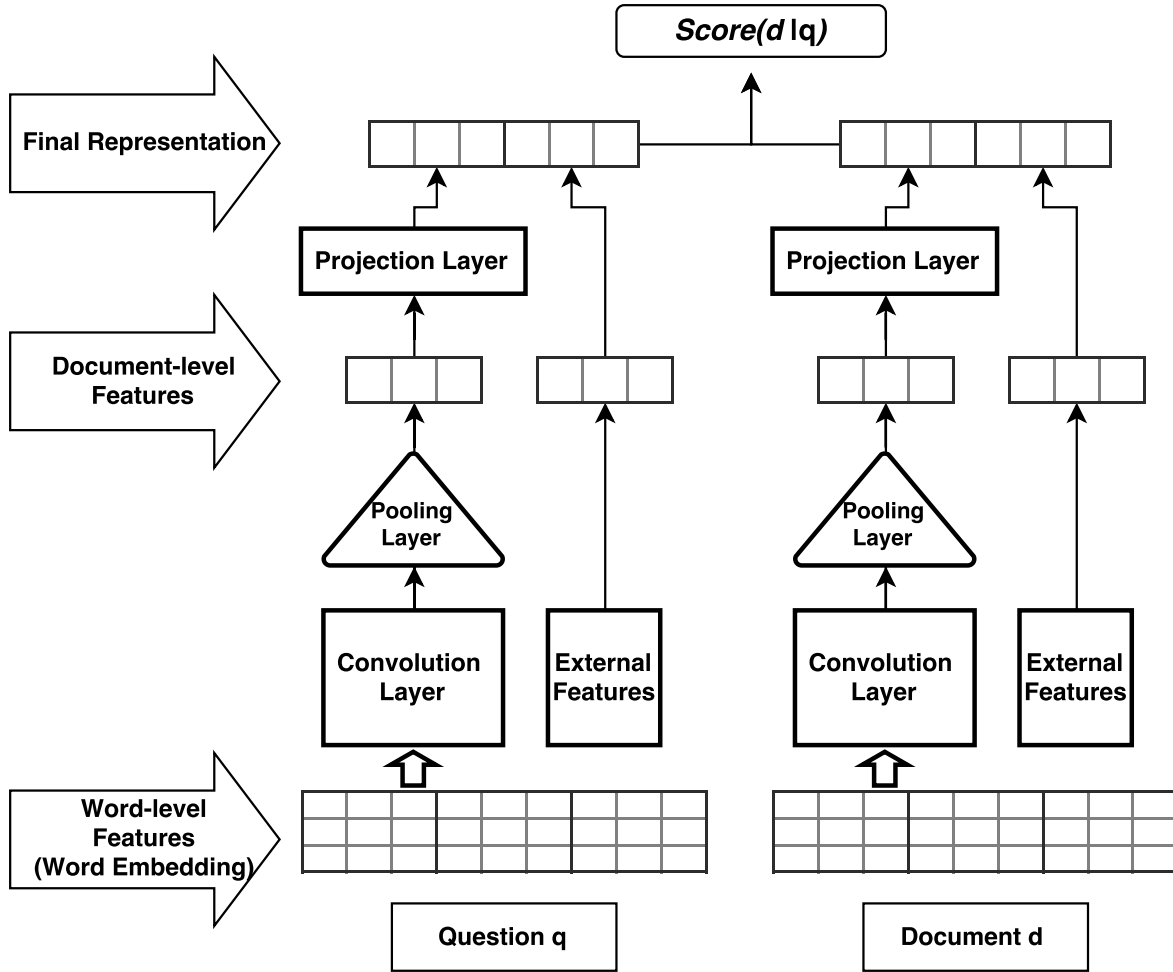 Score(d |q)
Final Representation
Projection Layer
Projection Layer
Document-level
Features
Pooling
Layer
Pooling
Layer
Convolution
Layer
External
Features
Convolution
Layer
External
Features
Word-level
Features
(Word Embedding)
Question q
Document d